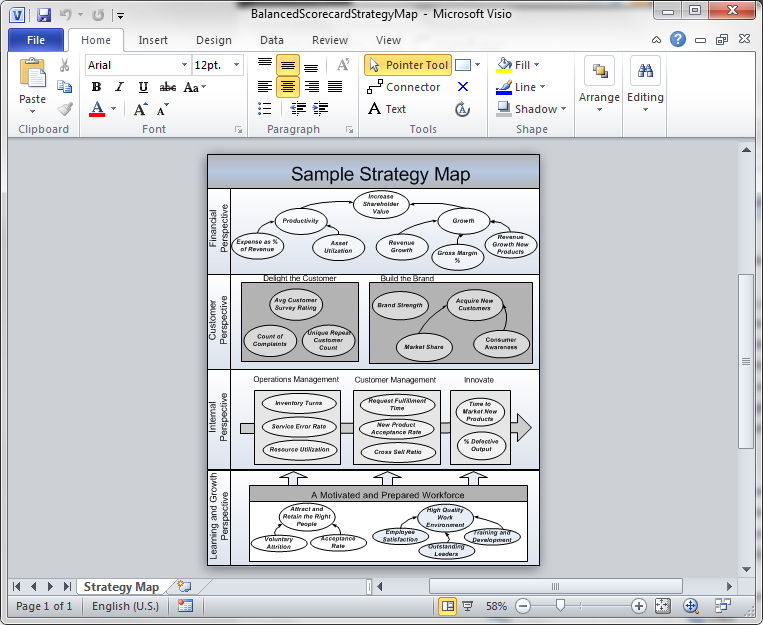 BalancedScorecardStrategyMap - Microsoft Visio
File Home Insert Design Data Review View
Paste
Clipboard
Arial 12pt.
B I U abc Aa
A A A
Font
Paragraph
Pointer Tool
Connector
A Text
Tools
Fill
Line
Shadow
Shape
Arrange
Editing
Sample Strategy Map
Financial
Perspective
Increase
Shareholder
Value
Productivity
Growth
Expense as %
of Revenue
Asset
Utilization
Revenue
Growth
Gross Margin
%
Revenue
Growth New
Products
Customer
Perspective
Delight the Customer
Avg Customer
Survey Rating
Count of
Complaints
Unique Repeat
Customer
Count
Build the Brand
Brand Strength
Acquire New
Customers
Market Share
Consumer
Awareness
Internal
Perspective
Operations Management
Inventory Turns
Service Error Rate
Resource Utilization
Customer Management
Request Fulfillment
Time
New Product
Acceptance Rate
Cross Sell Ratio
Innovate
Time to
Market New
Products
% Defective
Output
Learning and Growth
Perspective
A Motivated and Prepared Workforce
Attract and
Retain the Right
People
Voluntary
Attrition
Acceptance
Rate
High Quality
Work
Environment
Employee
Satisfaction
Outstanding
Leaders
Training and
Development
Strategy Map
Page 1 of 1 English (U.S.) 58%